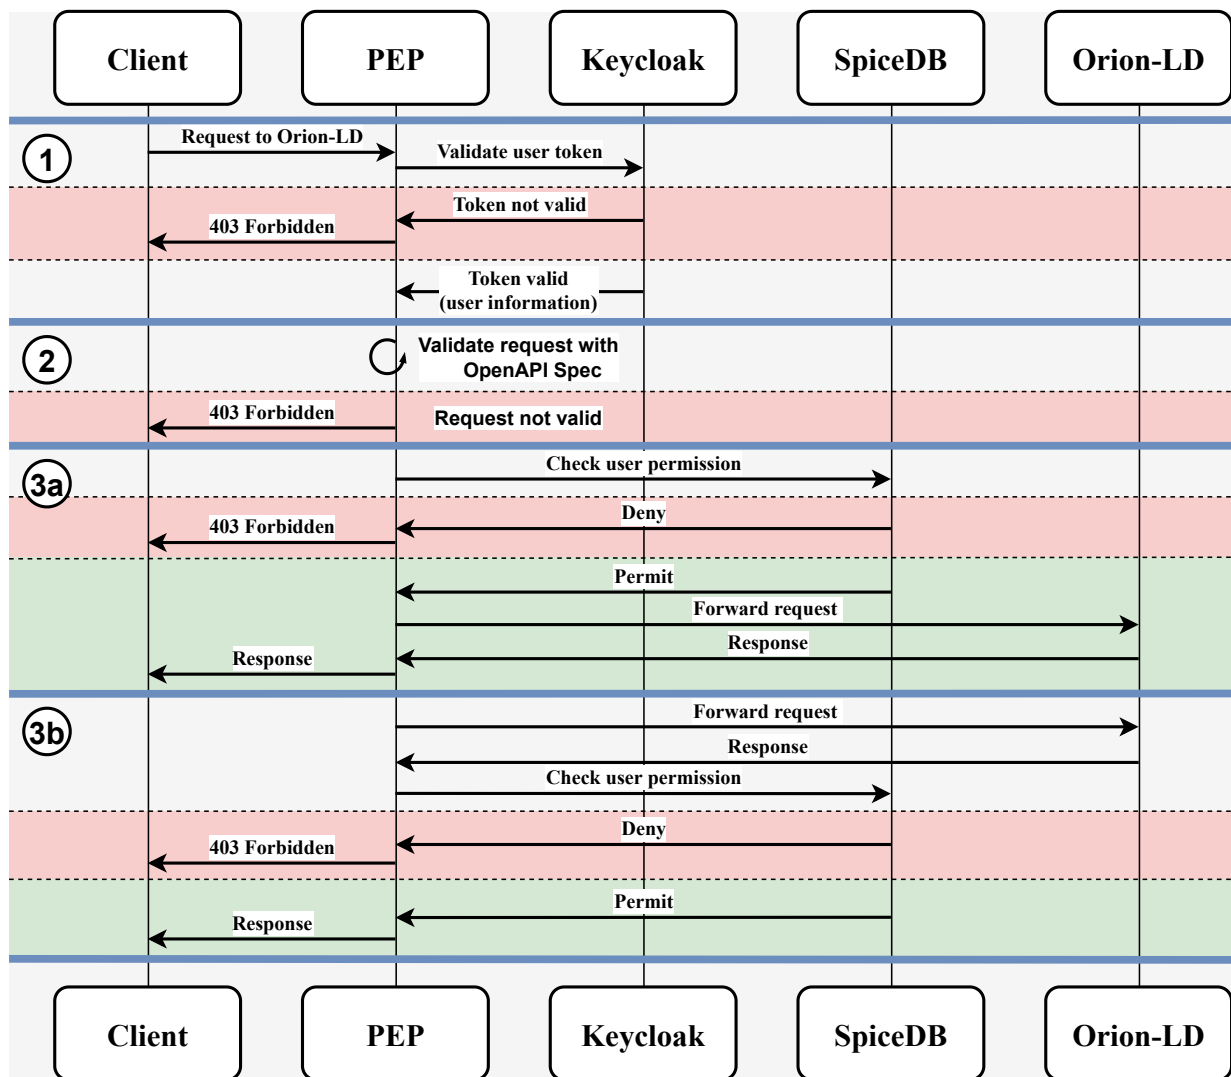 Client
PEP
Keycloak
SpiceDB
Orion-LD
1
Request to Orion-LD
Validate user token
Token not valid
403 Forbidden
Token valid
(user information)
2
Validate request with
OpenAPI Spec
403 Forbidden
Request not valid
3a
Check user permission
Deny
403 Forbidden
Permit
Forward request
Response
Response
3b
Forward request
Response
Check user permission
Deny
403 Forbidden
Permit
Response
Client
PEP
Keycloak
SpiceDB
Orion-LD